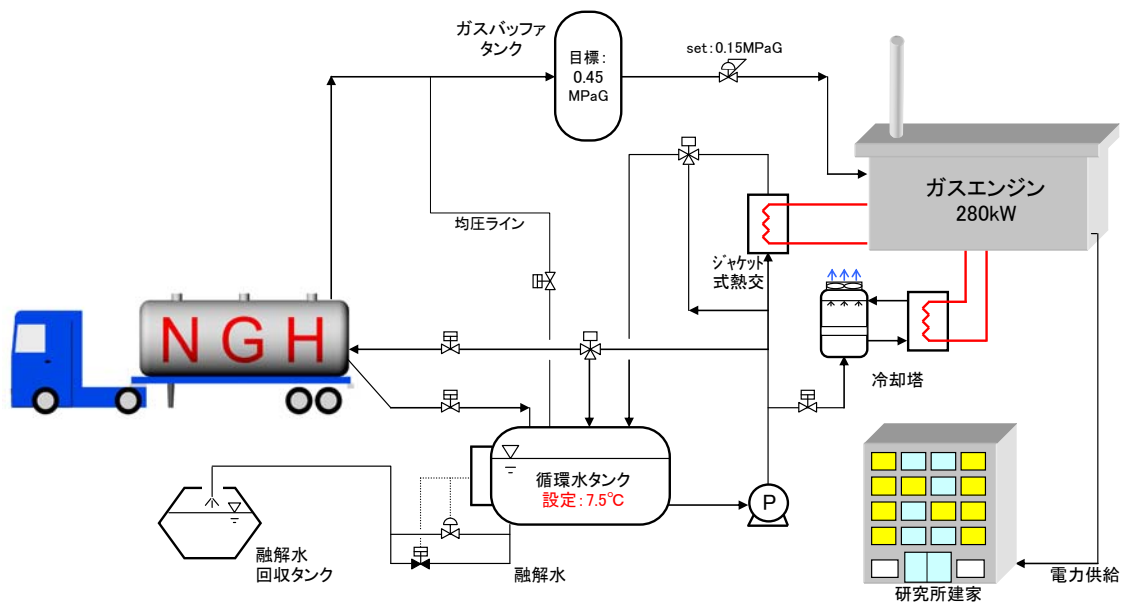 ガスバッファ
タンク
目標：
0.45
MPaG
set：0.15MPaG
ガスエンジン
280kW
均圧ライン
ジャケット
式熱交
NGH
冷却塔
循環水タンク
設定：7.5℃
P
融解水
回収タンク
融解水
電力供給
研究所建家